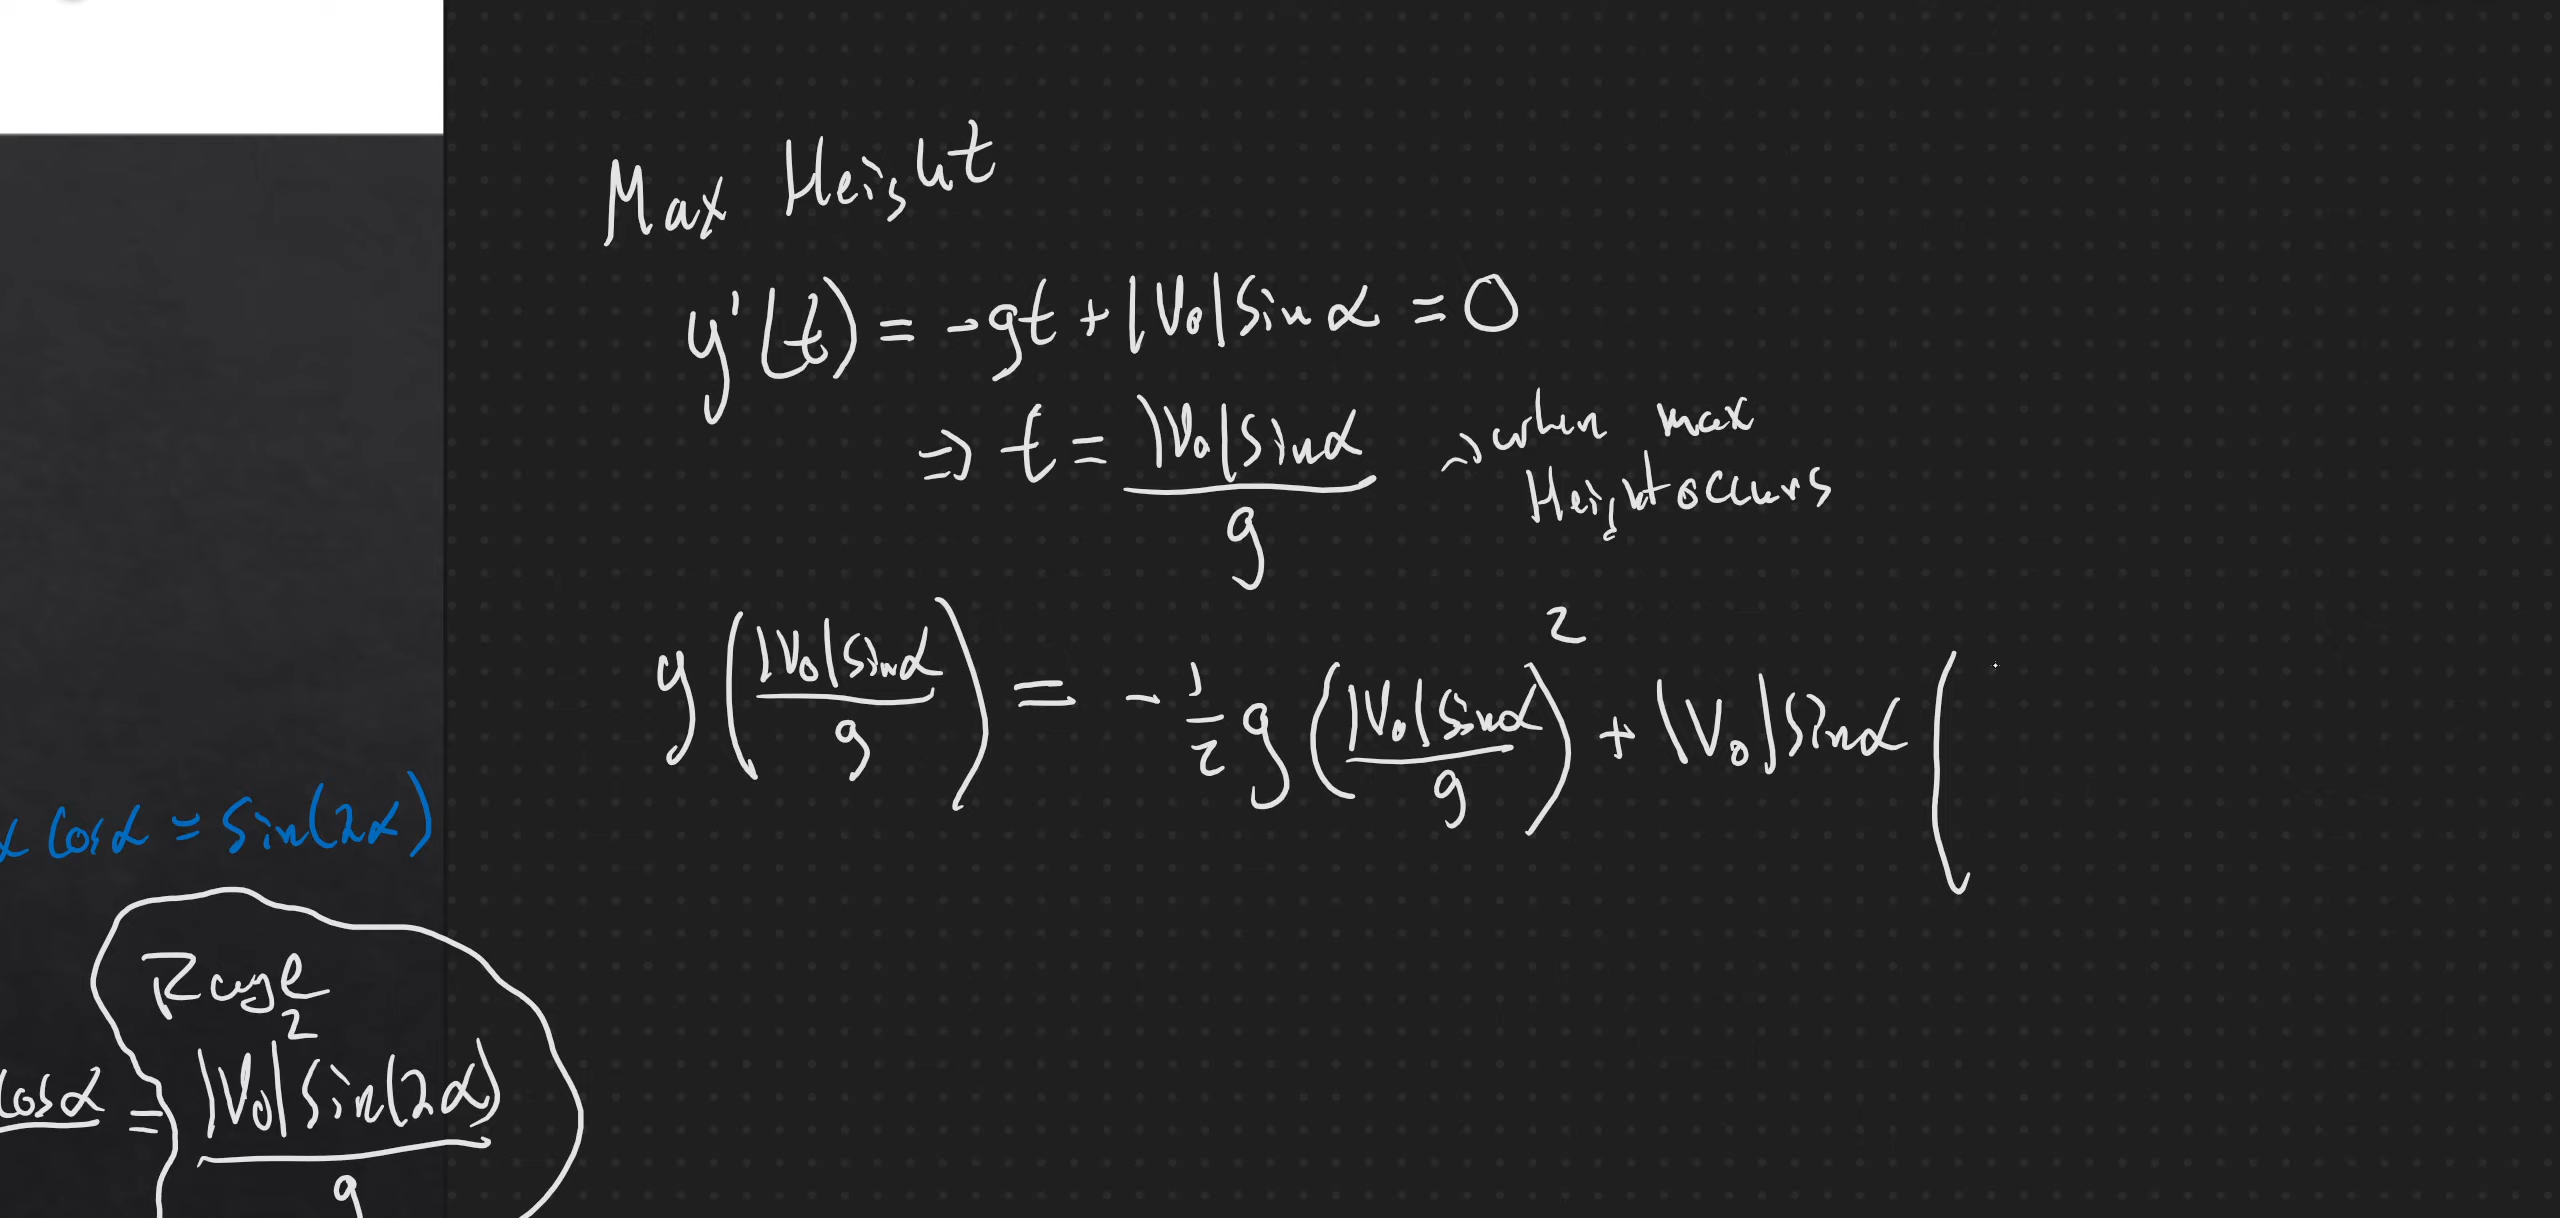 Max Height
y'(t) = -gt + |V₀| sin α = 0
⇒ t = |V₀| sin α / g → when max
Height occurs
y(|V₀| sin α / g) = - 1/2 g (|V₀| sin α / g)² + |V₀| sin α (
α cos α = sin(2α)
Range
cos α = |V₀|² sin(2α) / g